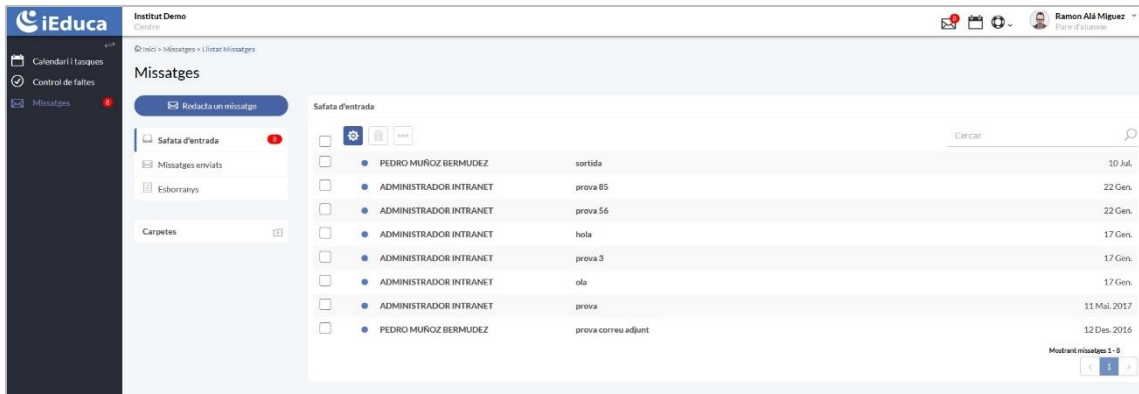 iEduca
Institut Demo
Centre
8
Ramon Alá Miguez
Pare d'alumne
Inici > Missatges > Llistat Missatges
Calendari i tasques
Control de faltes
Missatges 8
Missatges
Redacta un missatge
Safata d'entrada 8
Missatges enviats
Esborranys
Carpetes
Safata d'entrada
Cercar
PEDRO MUÑOZ BERMUDEZ sortida 10 Jul.
ADMINISTRADOR INTRANET prova 85 22 Gen.
ADMINISTRADOR INTRANET prova 56 22 Gen.
ADMINISTRADOR INTRANET hola 17 Gen.
ADMINISTRADOR INTRANET prova 3 17 Gen.
ADMINISTRADOR INTRANET ola 17 Gen.
ADMINISTRADOR INTRANET prova 11 Mai. 2017
PEDRO MUÑOZ BERMUDEZ prova correu adjunt 12 Des. 2016
Mostrant missatges 1 - 8
< 1 >